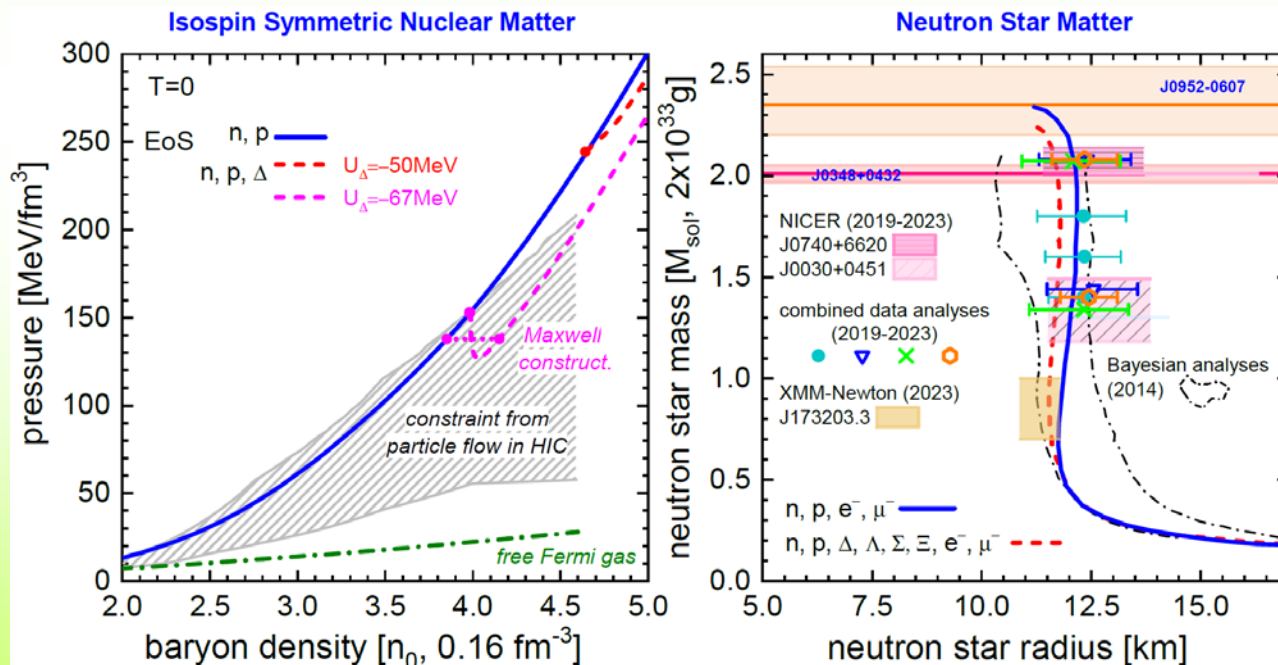 Isospin Symmetric Nuclear Matter
300
250
200
150
100
50
0
pressure [MeV/fm³]
T=0
EoS
n, p
n, p, Δ
U_Δ=−50MeV
U_Δ=−67MeV
Maxwell
construct.
constraint from
particle flow in HIC
free Fermi gas
2.0 2.5 3.0 3.5 4.0 4.5 5.0
baryon density [n₀, 0.16 fm⁻³]
Neutron Star Matter
2.5
2.0
1.5
1.0
0.5
0.0
neutron star mass [M_sol, 2x10³³g]
J0952-0607
J0348+0432
NICER (2019-2023)
J0740+6620
J0030+0451
combined data analyses
(2019-2023)
Bayesian analyses
(2014)
XMM-Newton (2023)
J173203.3
n, p, e⁻, μ⁻
n, p, Δ, Λ, Σ, Ξ, e⁻, μ⁻
5.0 7.5 10.0 12.5 15.0
neutron star radius [km]